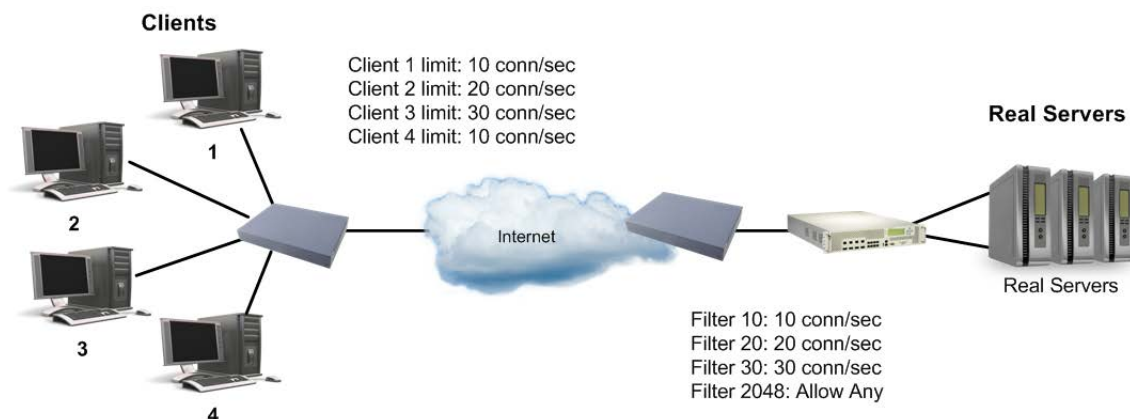 Clients
Client 1 limit: 10 conn/sec
Client 2 limit: 20 conn/sec
Client 3 limit: 30 conn/sec
Client 4 limit: 10 conn/sec
Real Servers
1
2
3
4
Internet
Real Servers
Filter 10: 10 conn/sec
Filter 20: 20 conn/sec
Filter 30: 30 conn/sec
Filter 2048: Allow Any